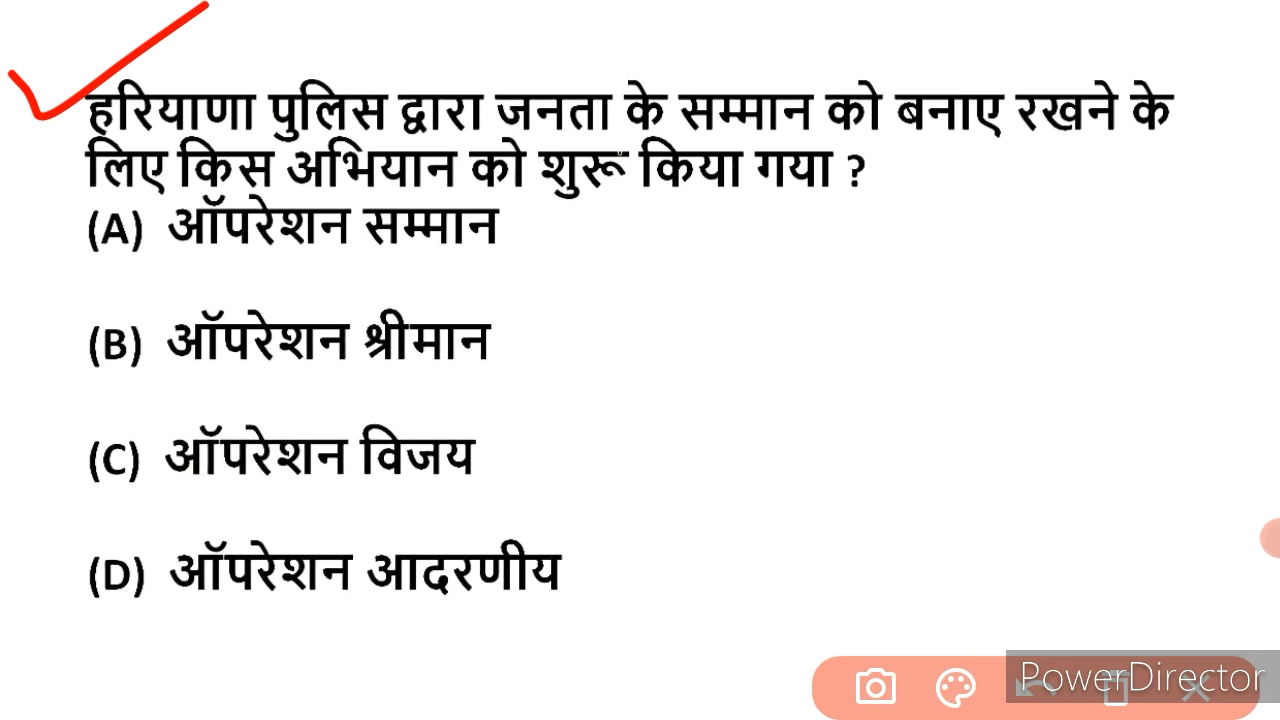 हरियाणा पुलिस द्वारा जनता के सम्मान को बनाए रखने के
लिए किस अभियान को शुरू किया गया ?
(A) ऑपरेशन सम्मान
(B) ऑपरेशन श्रीमान
(C) ऑपरेशन विजय
(D) ऑपरेशन आदरणीय
PowerDirector